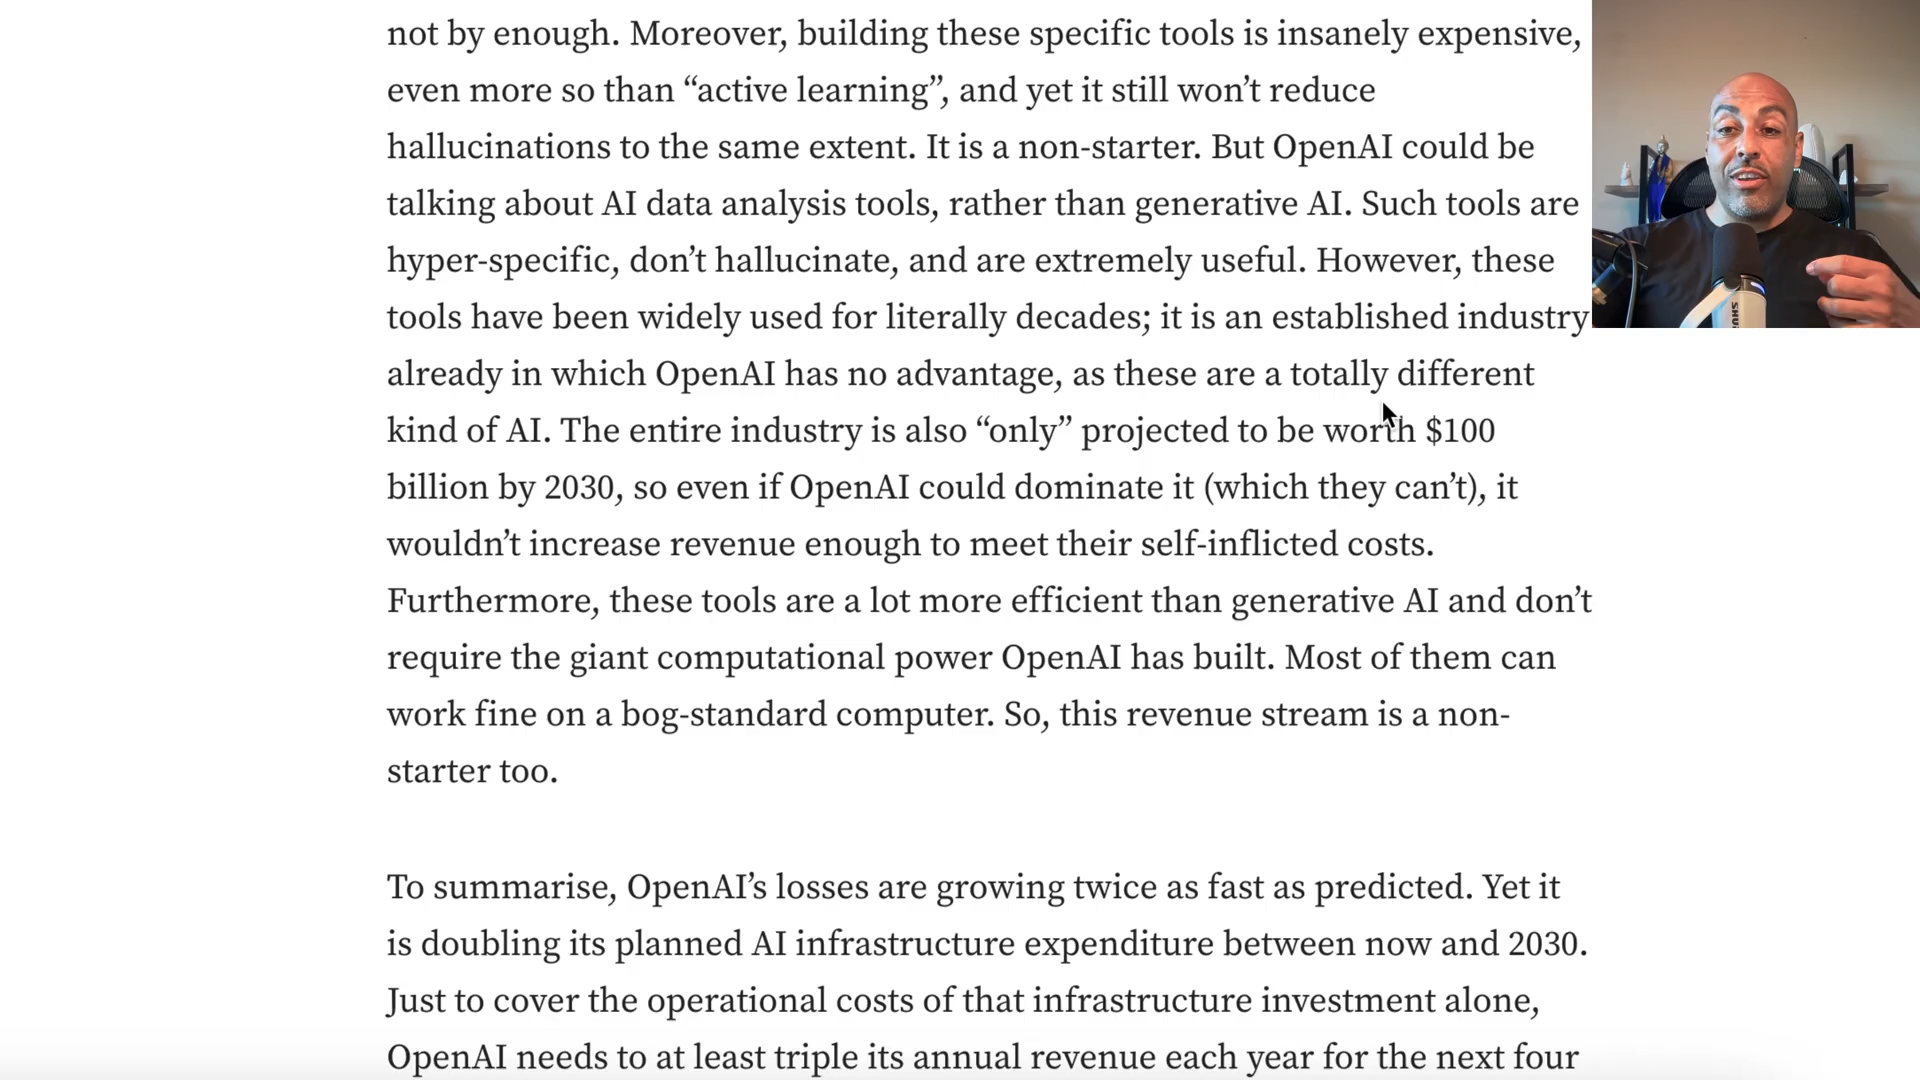 not by enough. Moreover, building these specific tools is insanely expensive,
even more so than “active learning”, and yet it still won’t reduce
hallucinations to the same extent. It is a non-starter. But OpenAI could be
talking about AI data analysis tools, rather than generative AI. Such tools are
hyper-specific, don’t hallucinate, and are extremely useful. However, these
tools have been widely used for literally decades; it is an established industry
already in which OpenAI has no advantage, as these are a totally different
kind of AI. The entire industry is also “only” projected to be worth $100
billion by 2030, so even if OpenAI could dominate it (which they can’t), it
wouldn’t increase revenue enough to meet their self-inflicted costs.
Furthermore, these tools are a lot more efficient than generative AI and don’t
require the giant computational power OpenAI has built. Most of them can
work fine on a bog-standard computer. So, this revenue stream is a non-
starter too.
To summarise, OpenAI’s losses are growing twice as fast as predicted. Yet it
is doubling its planned AI infrastructure expenditure between now and 2030.
Just to cover the operational costs of that infrastructure investment alone,
OpenAI needs to at least triple its annual revenue each year for the next four